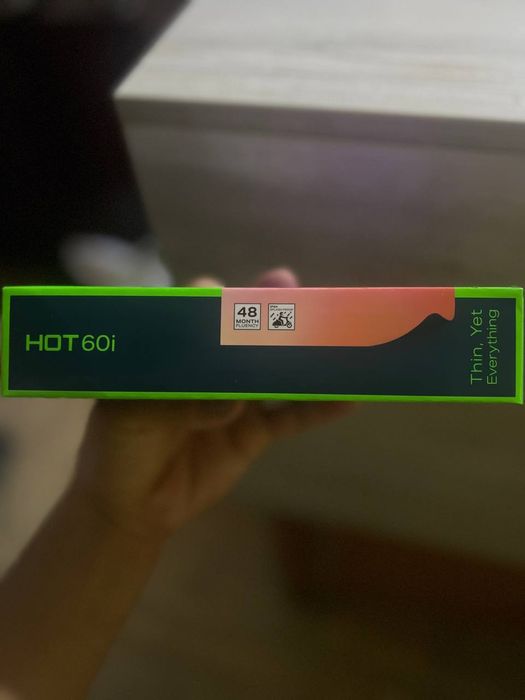 HOT 60i
48
MONTH
FLUENCY
Thin, Yet
Everything